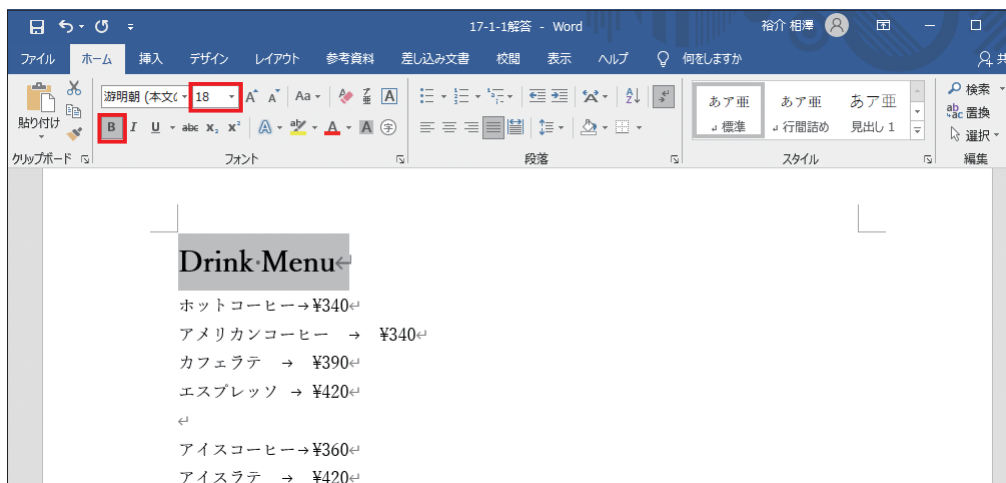 17-1-1解答 - Word
裕介 相澤
ファイル ホーム 挿入 デザイン レイアウト 参考資料 差し込み文書 校閲 表示 ヘルプ 何をしますか
游明朝 (本文の 18 A A Aa A
貼り付け
B I U abc X₂ X² A aby A A 字
あア亜 あア亜 あア亜
標準 行間詰め 見出し 1
検索
置換
選択
クリップボード フォント 段落 スタイル 編集
Drink Menu
ホットコーヒー→¥340
アメリカンコーヒー → ¥340
カフェラテ → ¥390
エスプレッソ → ¥420
アイスコーヒー→¥360
アイスラテ → ¥420